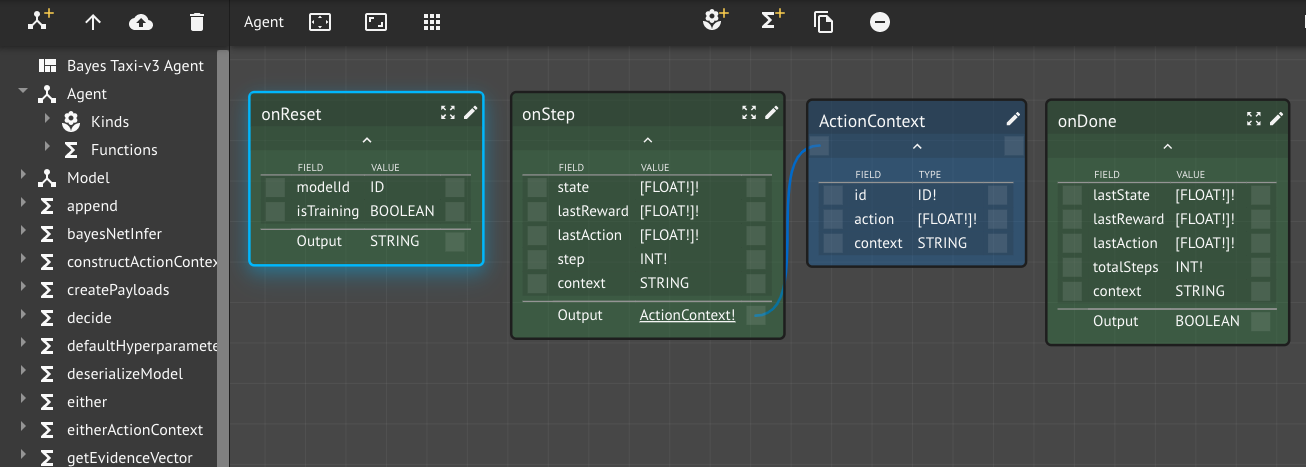 Agent
Bayes Taxi-v3 Agent
Agent
Kinds
Functions
Model
append
bayesNetInfer
constructActionContex
createPayloads
decide
defaultHyperparamete
deserializeModel
either
eitherActionContext
getEvidenceVector
onReset
FIELD VALUE
modelId ID
isTraining BOOLEAN
Output STRING
onStep
FIELD VALUE
state [FLOAT!]!
lastReward [FLOAT!]!
lastAction [FLOAT!]!
step INT!
context STRING
Output ActionContext!
ActionContext
FIELD TYPE
id ID!
action [FLOAT!]!
context STRING
onDone
FIELD VALUE
lastState [FLOAT!]!
lastReward [FLOAT!]!
lastAction [FLOAT!]!
totalSteps INT!
context STRING
Output BOOLEAN